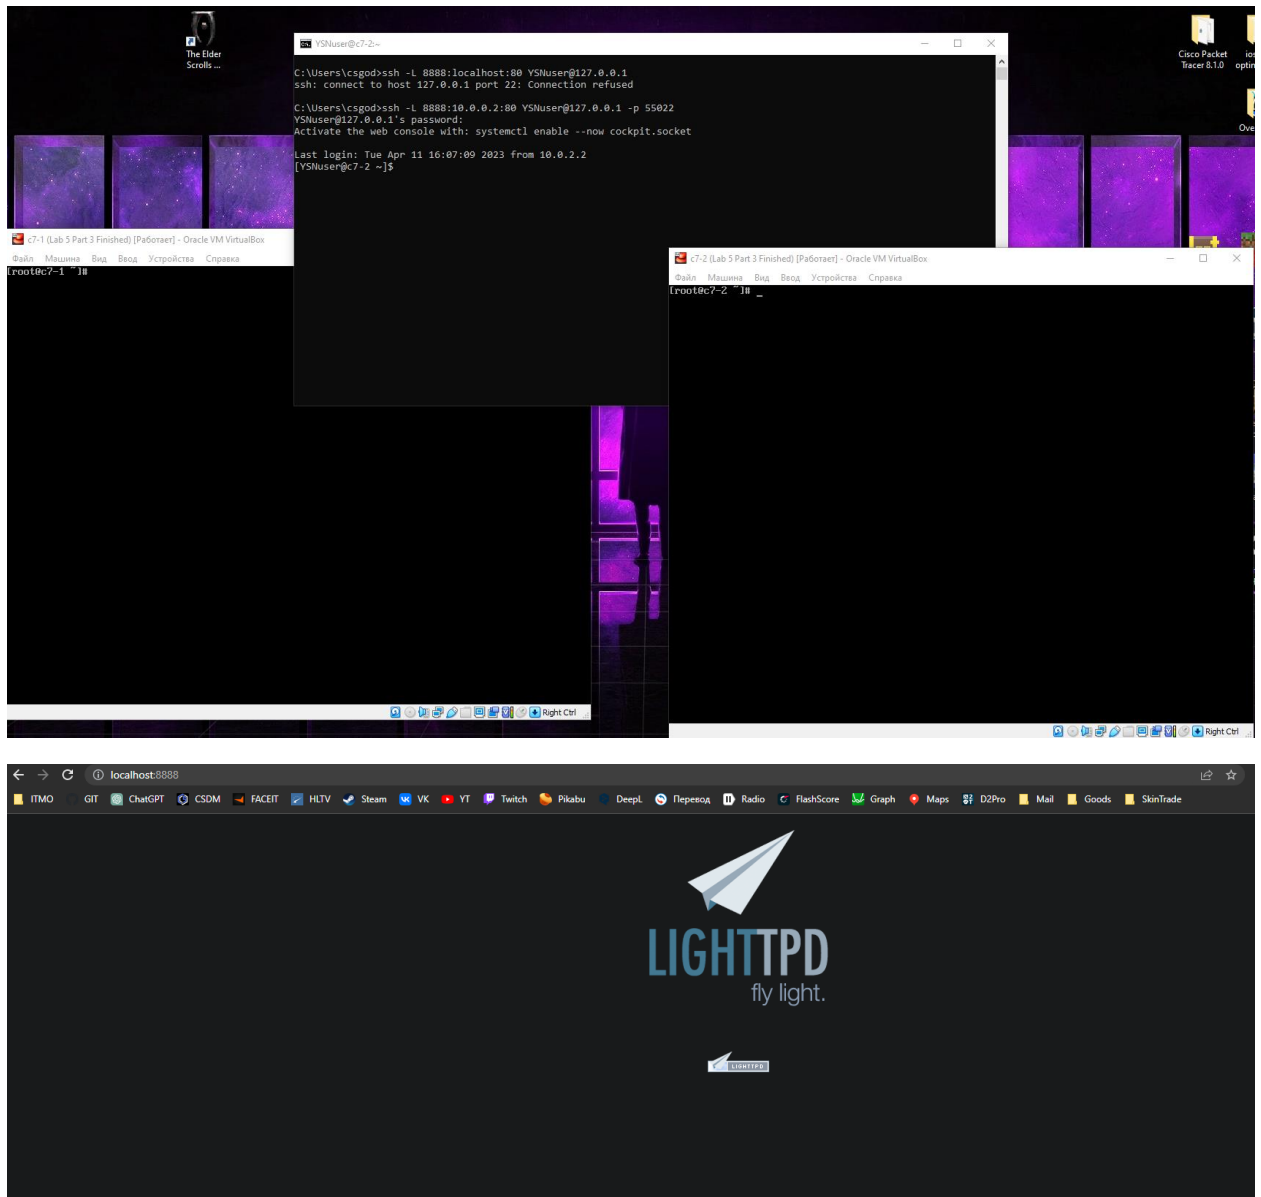 The Elder
Scrolls ...
YSNuser@c7-2:~
C:\Users\csgod>ssh -L 8888:localhost:80 YSNuser@127.0.0.1
ssh: connect to host 127.0.0.1 port 22: Connection refused
C:\Users\csgod>ssh -L 8888:10.0.0.2:80 YSNuser@127.0.0.1 -p 55022
YSNuser@127.0.0.1's password:
Activate the web console with: systemctl enable --now cockpit.socket
Last login: Tue Apr 11 16:07:09 2023 from 10.0.2.2
[YSNuser@c7-2 ~]$
Cisco Packet
Tracer 8.1.0
ios
optin
Ove
c7-1 (Lab 5 Part 3 Finished) [Работает] - Oracle VM VirtualBox
Файл Машина Вид Ввод Устройства Справка
[root@c7-1 ~]#
Right Ctrl
c7-2 (Lab 5 Part 3 Finished) [Работает] - Oracle VM VirtualBox
Файл Машина Вид Ввод Устройства Справка
[root@c7-2 ~]# _
Right Ctrl
localhost:8888
ITMO GIT ChatGPT CSDM FACEIT HLTV Steam VK YT Twitch Pikabu DeepL Перевод Radio FlashScore Graph Maps D2Pro Mail Goods SkinTrade
LIGHTTPD
fly light.
LIGHTTPD